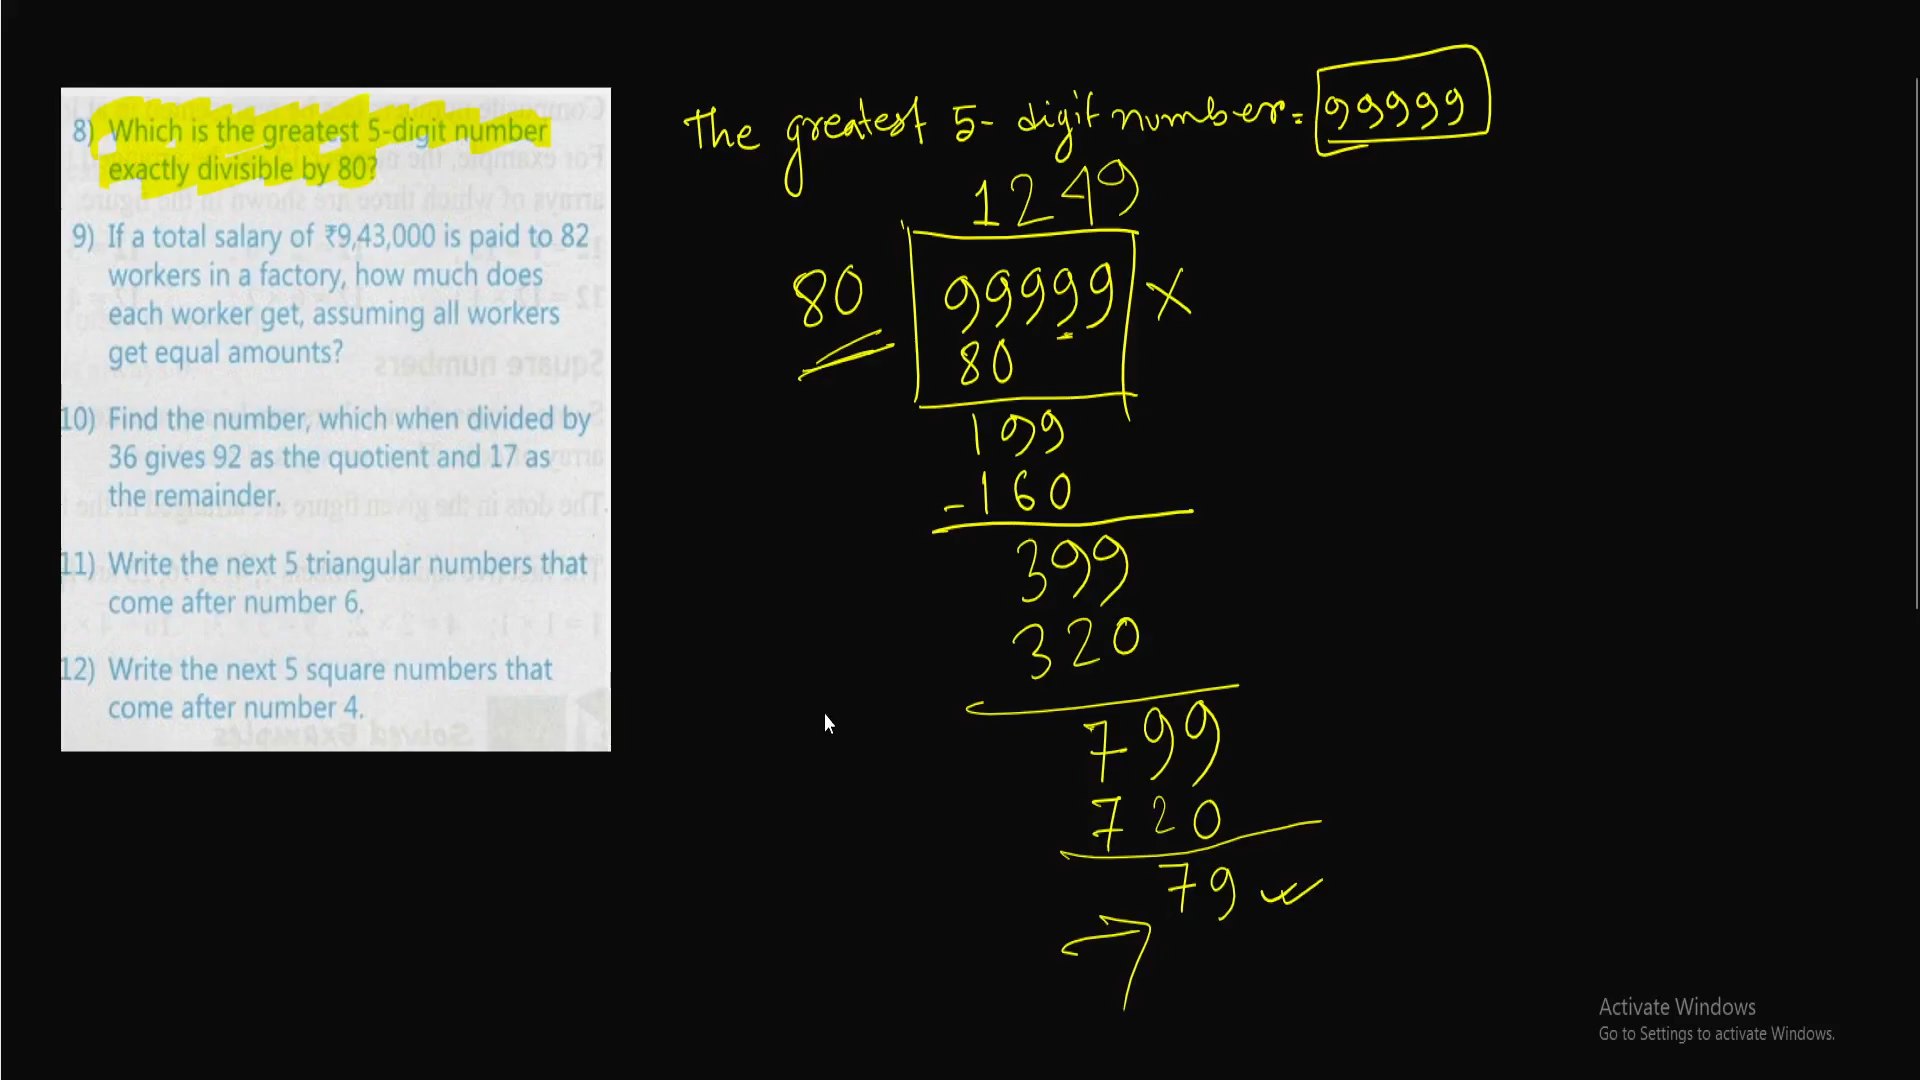 8) Which is the greatest 5-digit number
exactly divisible by 80?
9) If a total salary of ₹9,43,000 is paid to 82
workers in a factory, how much does
each worker get, assuming all workers
get equal amounts?
10) Find the number, which when divided by
36 gives 92 as the quotient and 17 as
the remainder.
11) Write the next 5 triangular numbers that
come after number 6.
12) Write the next 5 square numbers that
come after number 4.
The greatest 5- digit number = 99999
1249
80 99999 X
80
199
- 160
399
320
799
720
79
Activate Windows
Go to Settings to activate Windows.